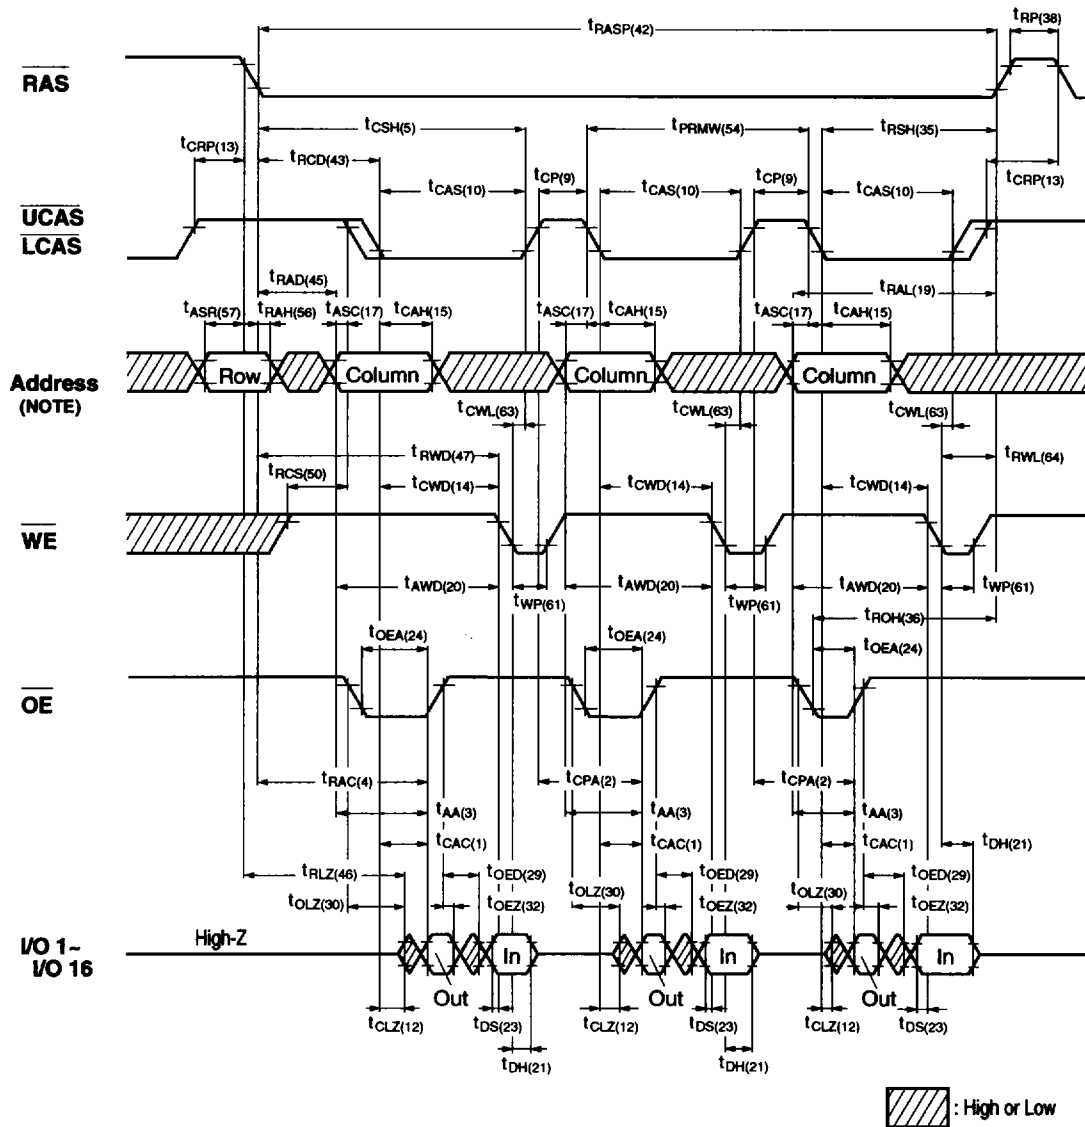 tRASP(42)
tRP(38)
RAS
tCSH(5)
tPRMW(54)
tRSH(35)
tCRP(13)
tRCD(43)
tCRP(13)
tCAS(10)
tCP(9)
tCAS(10)
tCP(9)
tCAS(10)
UCAS
LCAS
tRAD(45)
tRAL(19)
tASR(57)
tRAH(56)
tASC(17)
tCAH(15)
tASC(17)
tCAH(15)
tASC(17)
tCAH(15)
Address
(NOTE)
Row
Column
Column
Column
tCWL(63)
tCWL(63)
tCWL(63)
tRWD(47)
tRWL(64)
tRCS(50)
tCWD(14)
tCWD(14)
tCWD(14)
WE
tAWD(20)
tWP(61)
tAWD(20)
tWP(61)
tAWD(20)
tWP(61)
tROH(36)
tOEA(24)
tOEA(24)
tOEA(24)
OE
tRAC(4)
tCPA(2)
tCPA(2)
tAA(3)
tAA(3)
tAA(3)
tCAC(1)
tCAC(1)
tCAC(1)
tDH(21)
tRLZ(46)
tOED(29)
tOED(29)
tOED(29)
tOLZ(30)
tOEZ(32)
tOLZ(30)
tOEZ(32)
tOLZ(30)
tOEZ(32)
I/O 1~
I/O 16
High-Z
In
In
In
Out
Out
Out
tCLZ(12)
tDS(23)
tCLZ(12)
tDS(23)
tCLZ(12)
tDS(23)
tDH(21)
tDH(21)
: High or Low